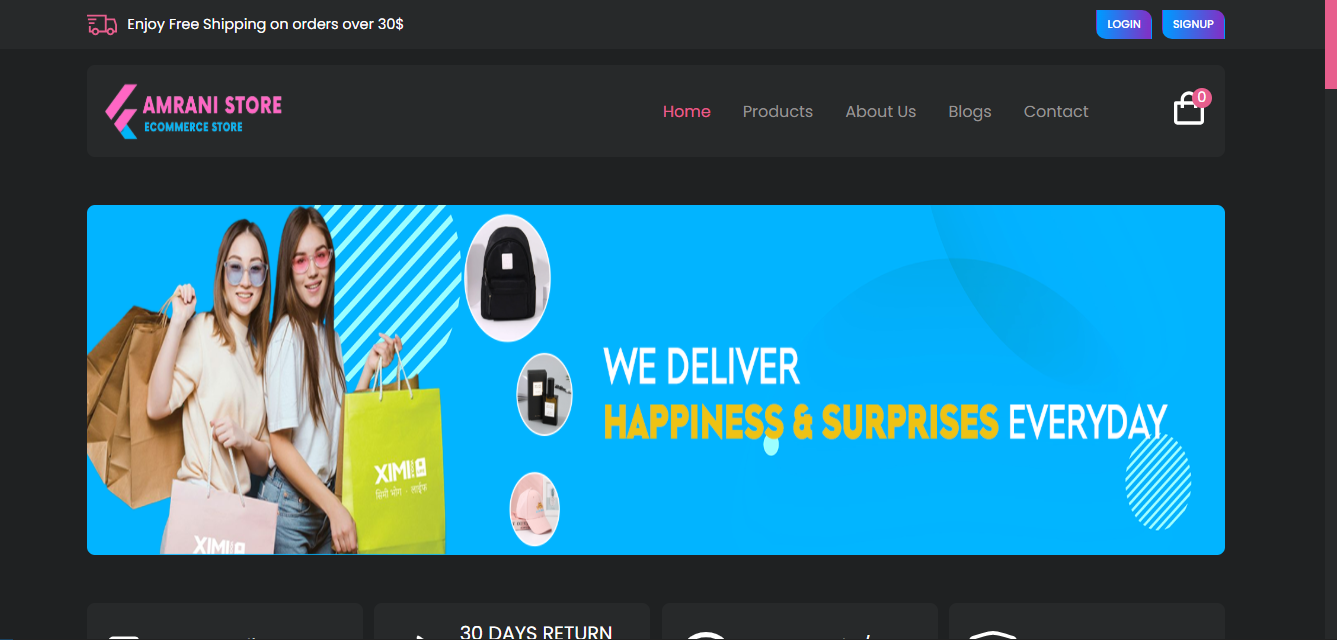 Enjoy Free Shipping on orders over 30$
LOGIN
SIGNUP
AMRANI STORE
ECOMMERCE STORE
Home
Products
About Us
Blogs
Contact
0
WE DELIVER
HAPPINESS & SURPRISES EVERYDAY
XIMI
XIMI
30 DAYS RETURN